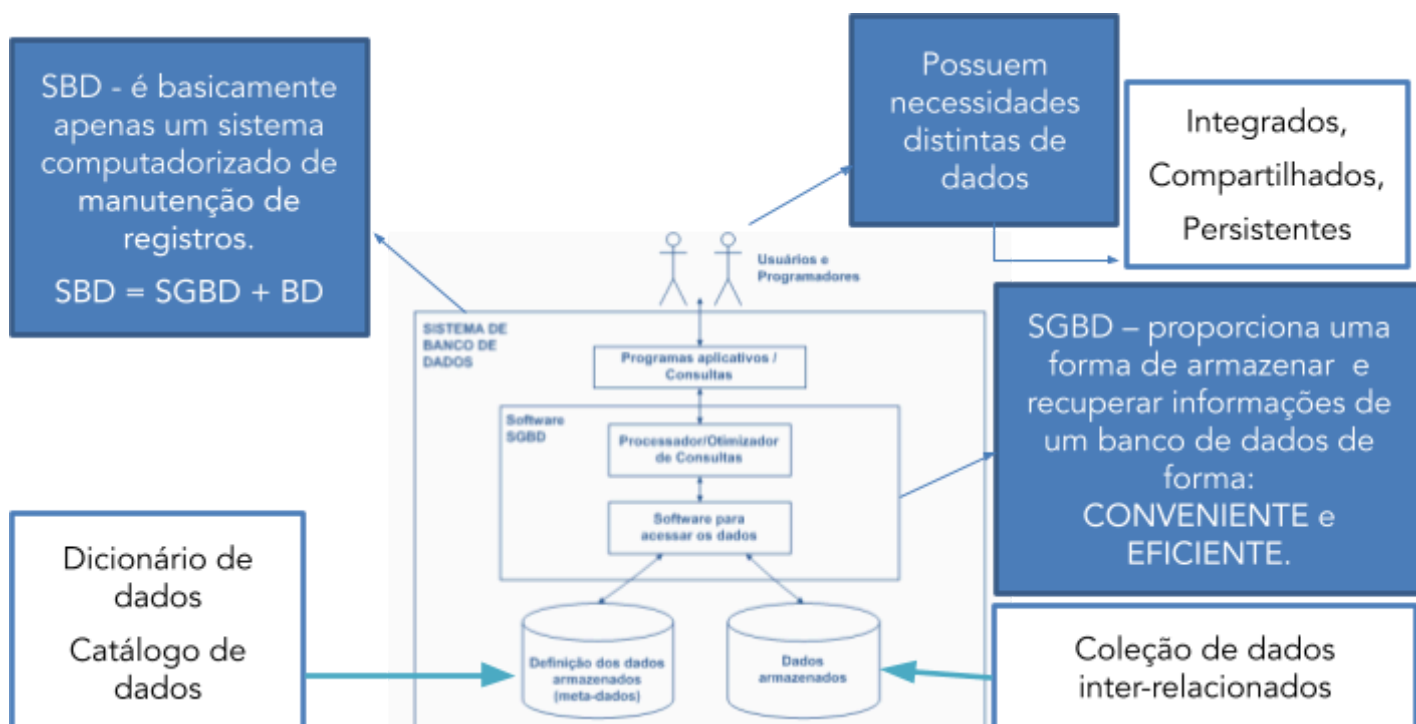 SBD - é basicamente
apenas um sistema
computadorizado de
manutenção de
registros.
SBD = SGBD + BD
Possuem
necessidades
distintas de
dados
Integrados,
Compartilhados,
Persistentes
Usuários e
Programadores
SISTEMA DE
BANCO DE
DADOS
Programas aplicativos /
Consultas
Software
SGBD
Processador/Otimizador
de Consultas
Software para
acessar os dados
SGBD – proporciona uma
forma de armazenar e
recuperar informações de
um banco de dados de
forma:
CONVENIENTE e
EFICIENTE.
Dicionário de
dados
Catálogo de
dados
Definição dos dados
armazenados
(meta-dados)
Dados
armazenados
Coleção de dados
inter-relacionados